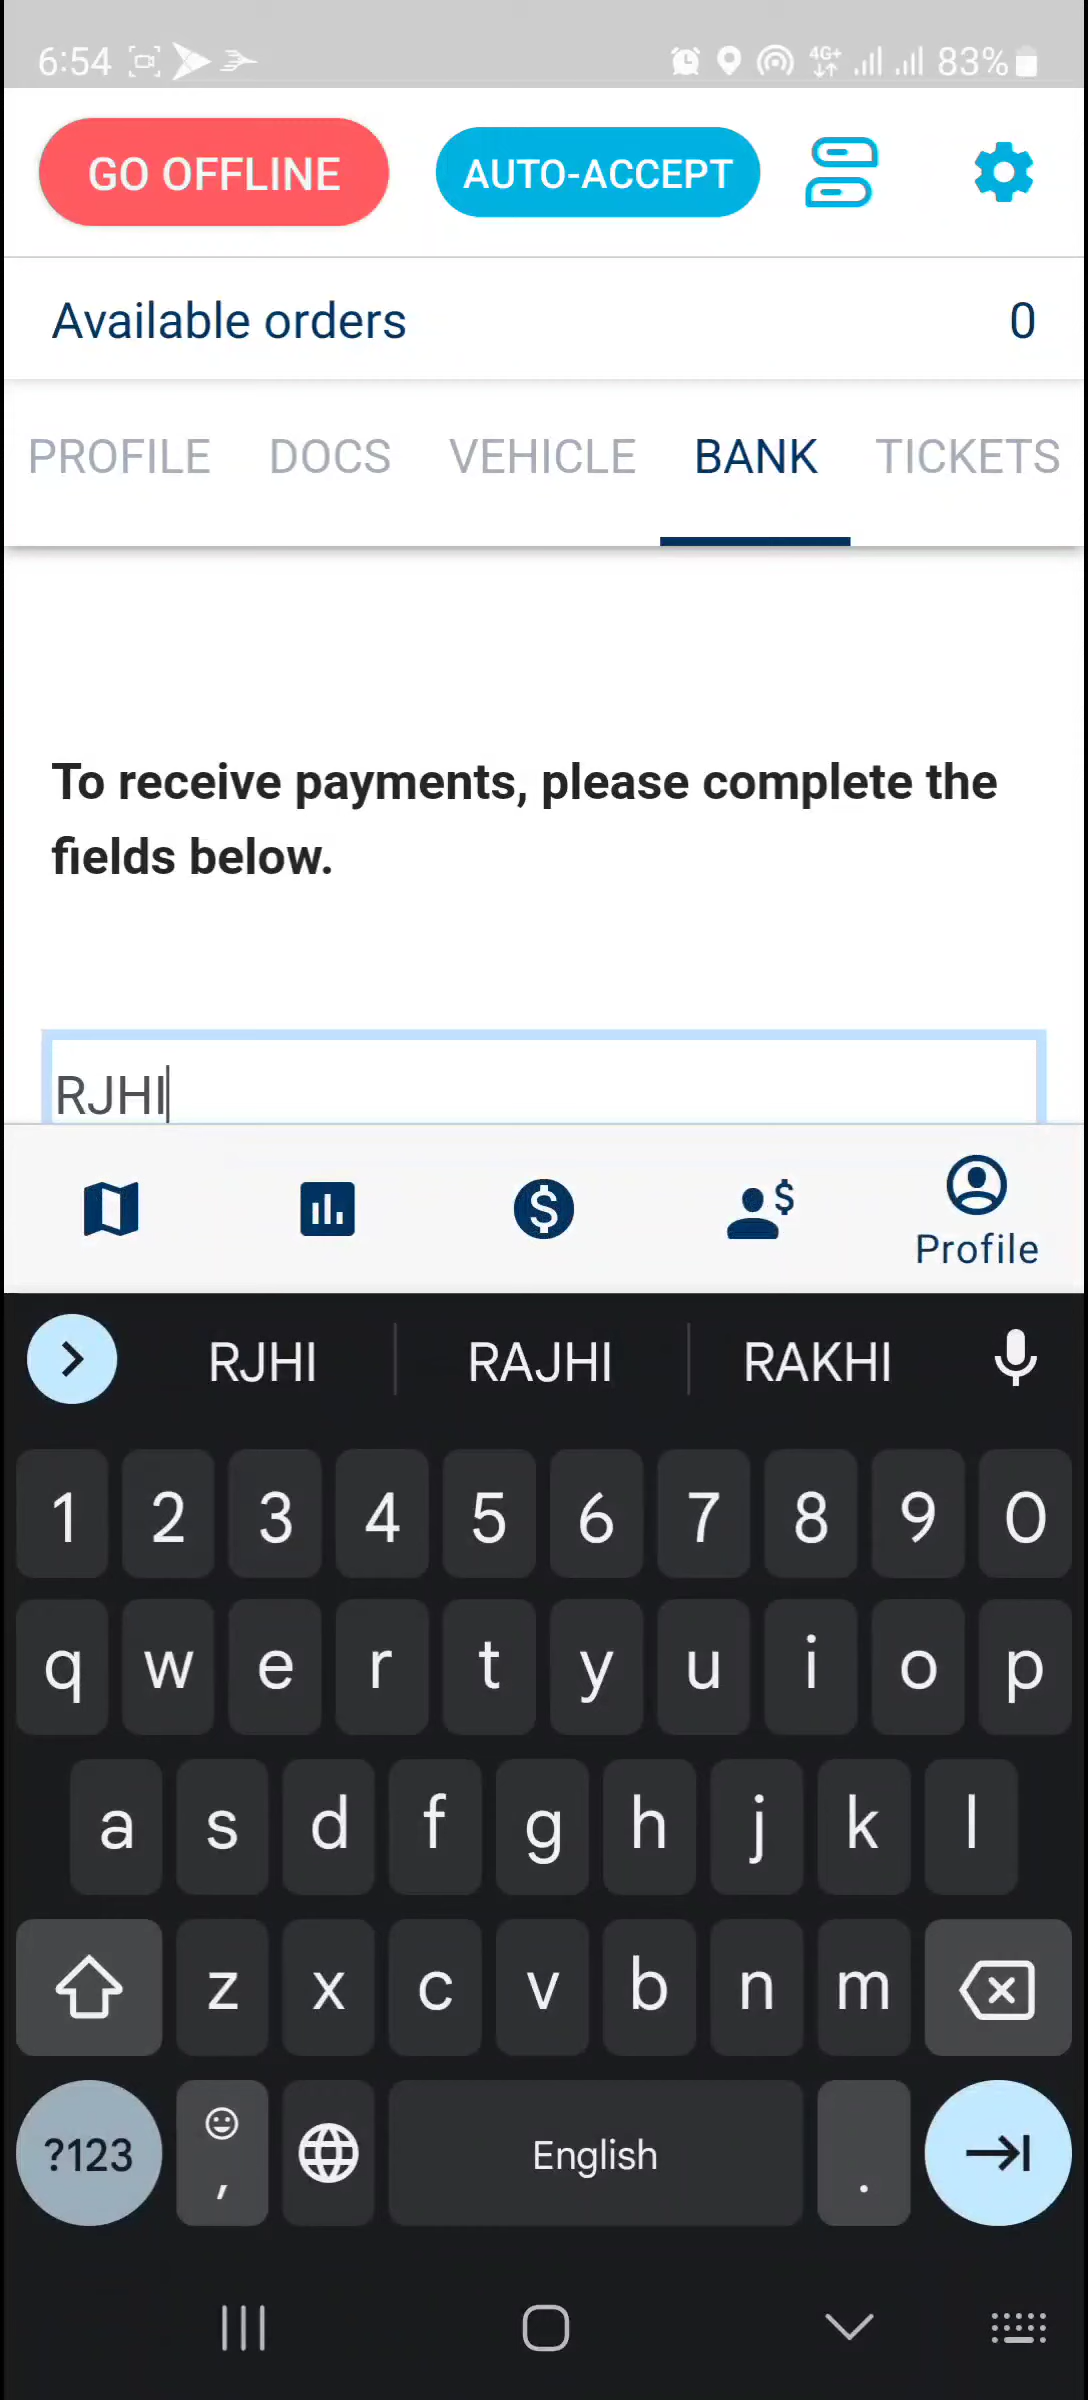 6:54 4G+ 83%
GO OFFLINE AUTO-ACCEPT
Available orders 0
PROFILE DOCS VEHICLE BANK TICKETS
To receive payments, please complete the
fields below.
RJHI
Profile
RJHI RAJHI RAKHI
1 2 3 4 5 6 7 8 9 0
q w e r t y u i o p
a s d f g h j k l
z x c v b n m
?123 , English .